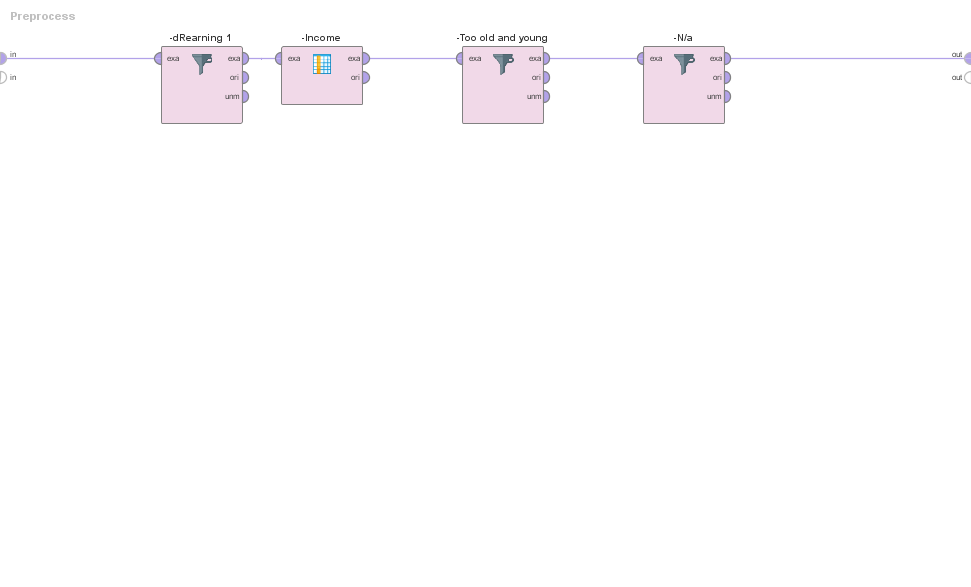 Preprocess
-dRearning 1
-Income
-Too old and young
-N/a
in
exa
exa
exa
exa
exa
exa
exa
exa
out
in
ori
ori
ori
ori
out
unm
unm
unm